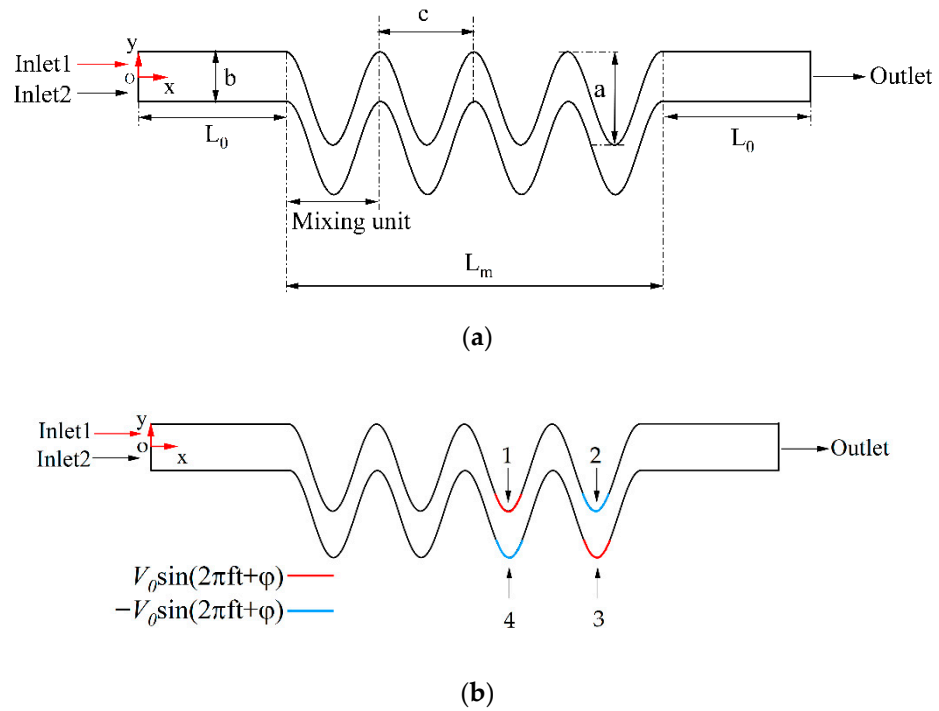 y
c
Inlet1
o
x
b
a
Outlet
Inlet2
L₀
L₀
Mixing unit
Lₘ
(a)
y
Inlet1
o
x
Inlet2
1
2
Outlet
V₀sin(2πft+φ)
−V₀sin(2πft+φ)
4
3
(b)